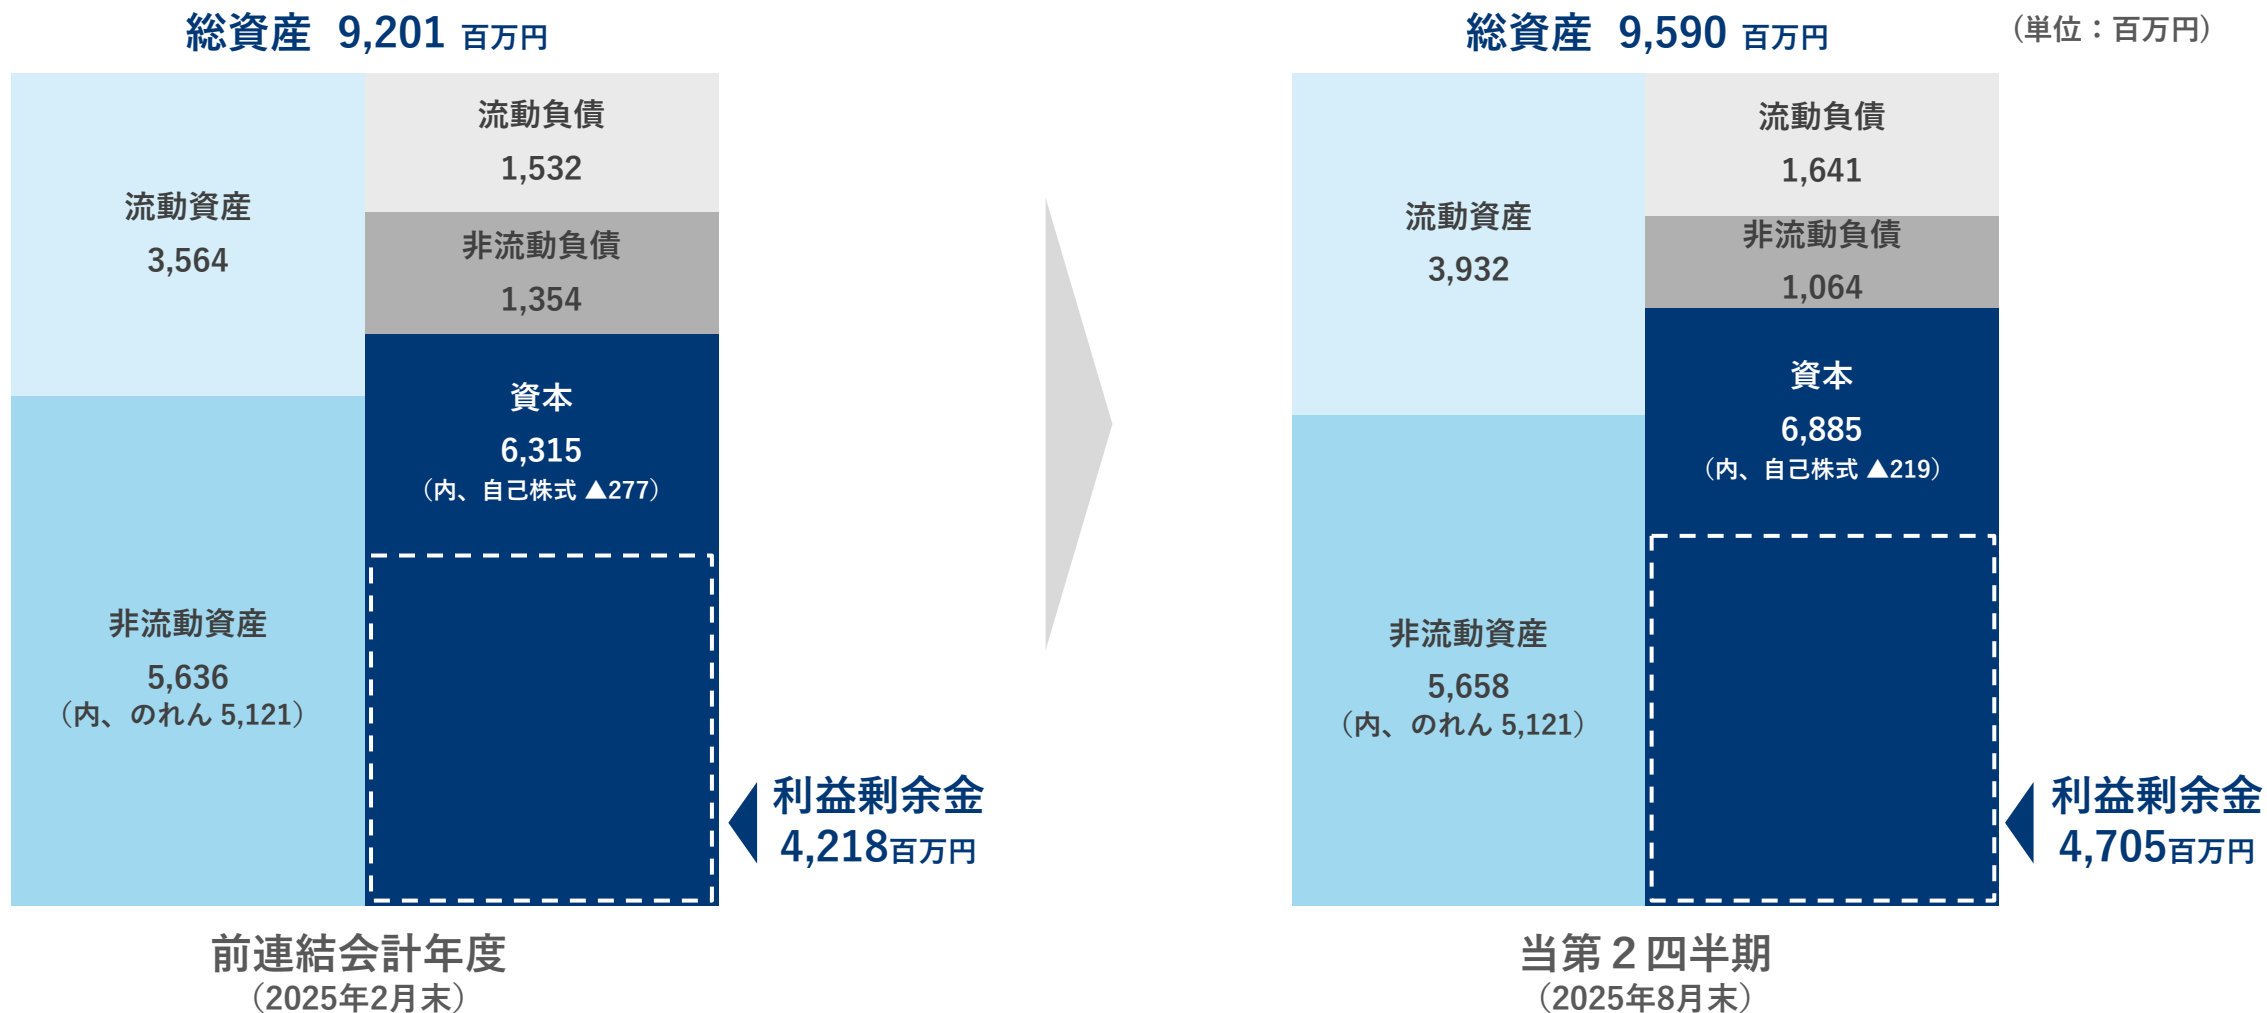 総資産 9,201 百万円
流動資産
3,564
非流動資産
5,636
（内、のれん 5,121）
流動負債
1,532
非流動負債
1,354
資本
6,315
（内、自己株式 ▲277）
利益剰余金
4,218百万円
前連結会計年度
（2025年2月末）
総資産 9,590 百万円
（単位：百万円）
流動資産
3,932
非流動資産
5,658
（内、のれん 5,121）
流動負債
1,641
非流動負債
1,064
資本
6,885
（内、自己株式 ▲219）
利益剰余金
4,705百万円
当第２四半期
（2025年8月末）